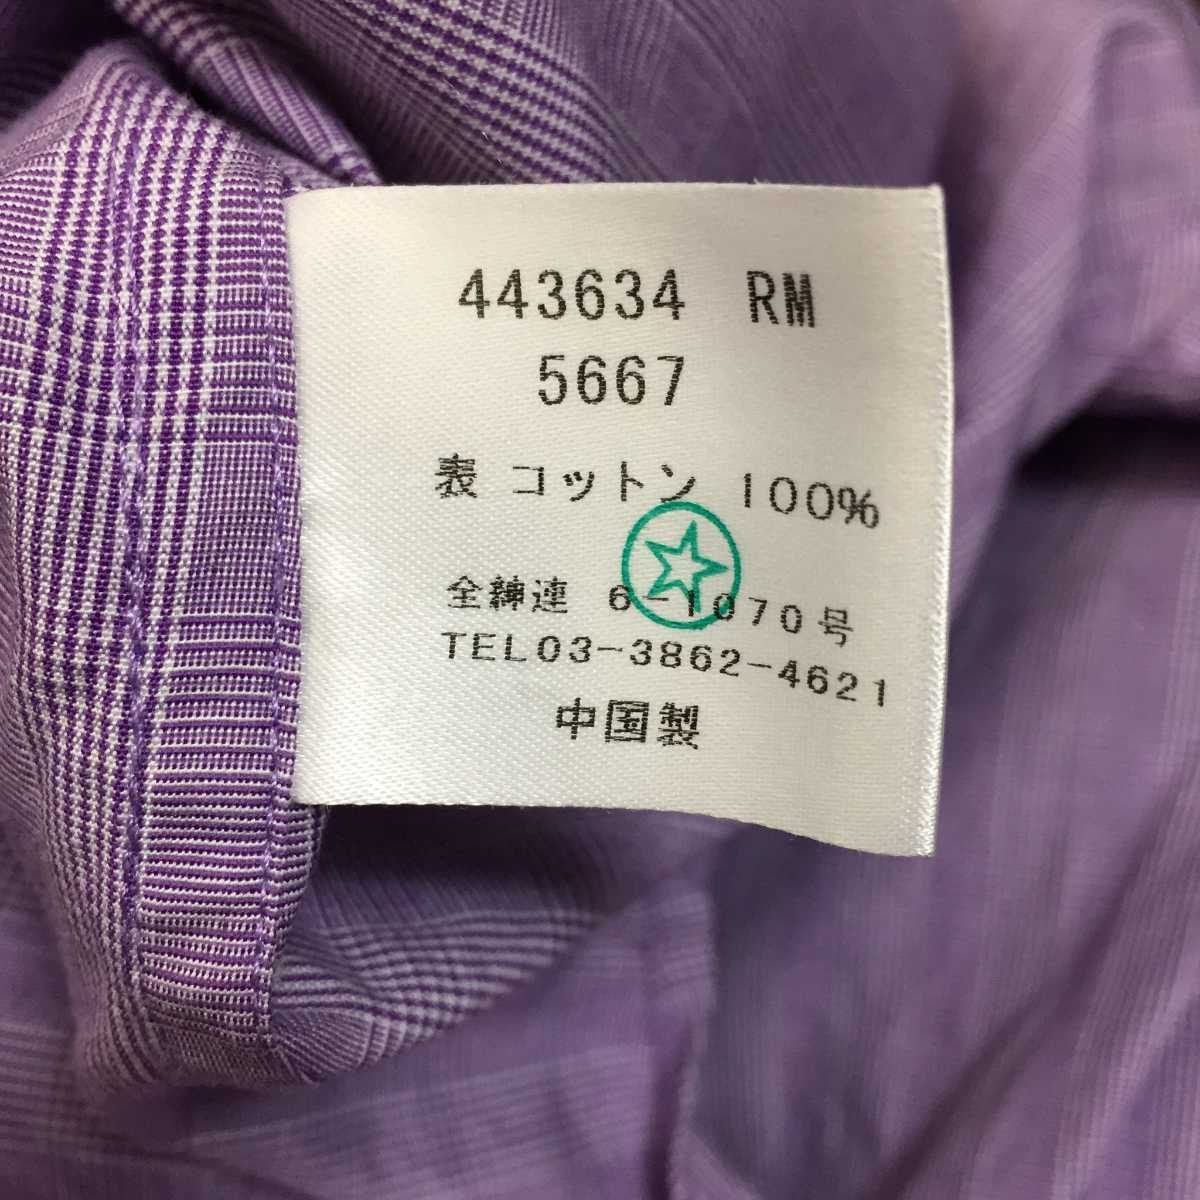 443634 RM
5667
表 コットン 100%
全繟連 6-1070号
TEL03-3862-4621
中国製